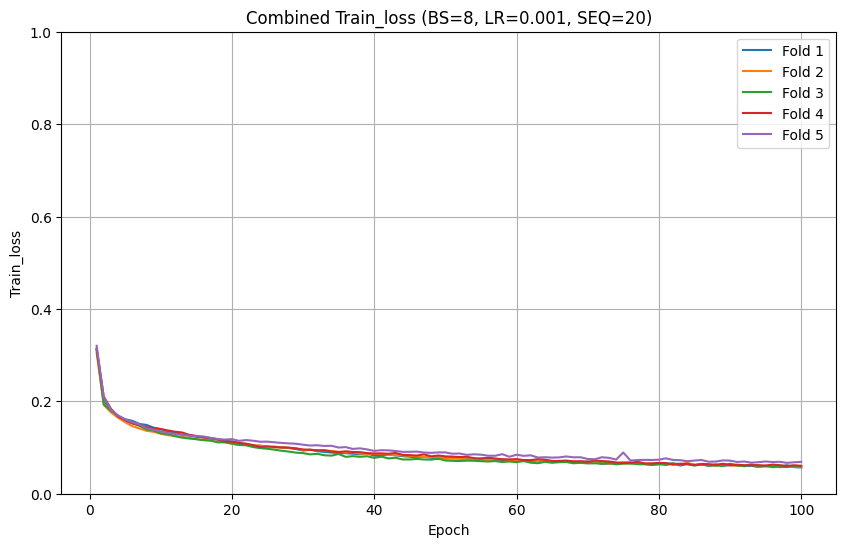 Combined Train_loss (BS=8, LR=0.001, SEQ=20)
Train_loss
1.0
0.8
0.6
0.4
0.2
0.0
Fold 1
Fold 2
Fold 3
Fold 4
Fold 5
0 20 40 60 80 100
Epoch